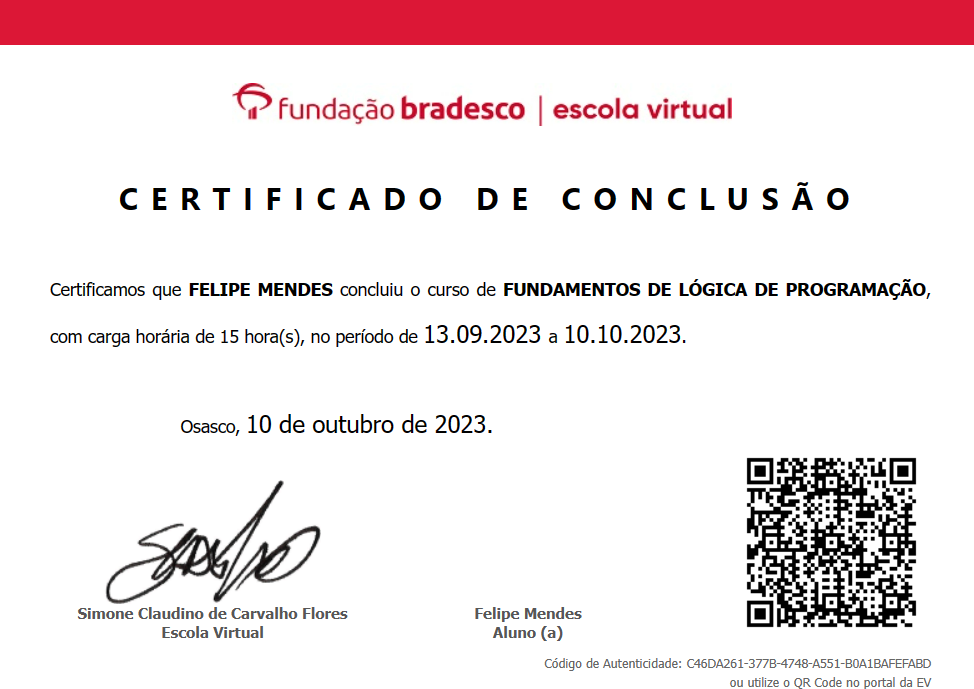 fundação bradesco | escola virtual
CERTIFICADO DE CONCLUSÃO
Certificamos que FELIPE MENDES concluiu o curso de FUNDAMENTOS DE LÓGICA DE PROGRAMAÇÃO,
com carga horária de 15 hora(s), no período de 13.09.2023 a 10.10.2023.
Osasco, 10 de outubro de 2023.
Simone Claudino de Carvalho Flores
Escola Virtual
Felipe Mendes
Aluno (a)
Código de Autenticidade: C46DA261-377B-4748-A551-B0A1BAFEFABD
ou utilize o QR Code no portal da EV